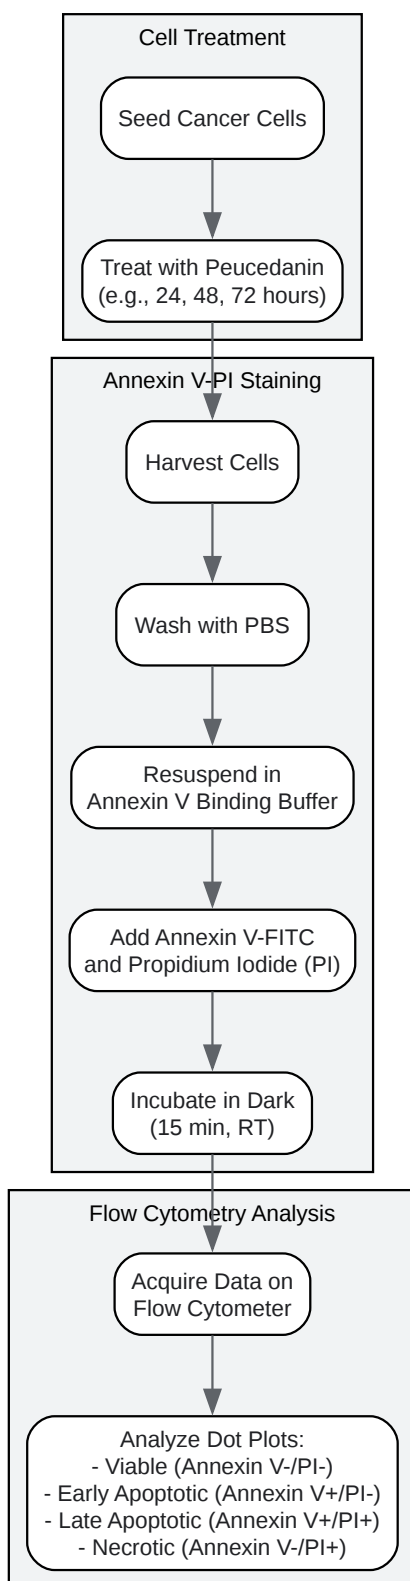 Cell Treatment
Seed Cancer Cells
Treat with Peucedanin
(e.g., 24, 48, 72 hours)
Annexin V-PI Staining
Harvest Cells
Wash with PBS
Resuspend in
Annexin V Binding Buffer
Add Annexin V-FITC
and Propidium Iodide (PI)
Incubate in Dark
(15 min, RT)
Flow Cytometry Analysis
Acquire Data on
Flow Cytometer
Analyze Dot Plots:
- Viable (Annexin V-/PI-)
- Early Apoptotic (Annexin V+/PI-)
- Late Apoptotic (Annexin V+/PI+)
- Necrotic (Annexin V-/PI+)